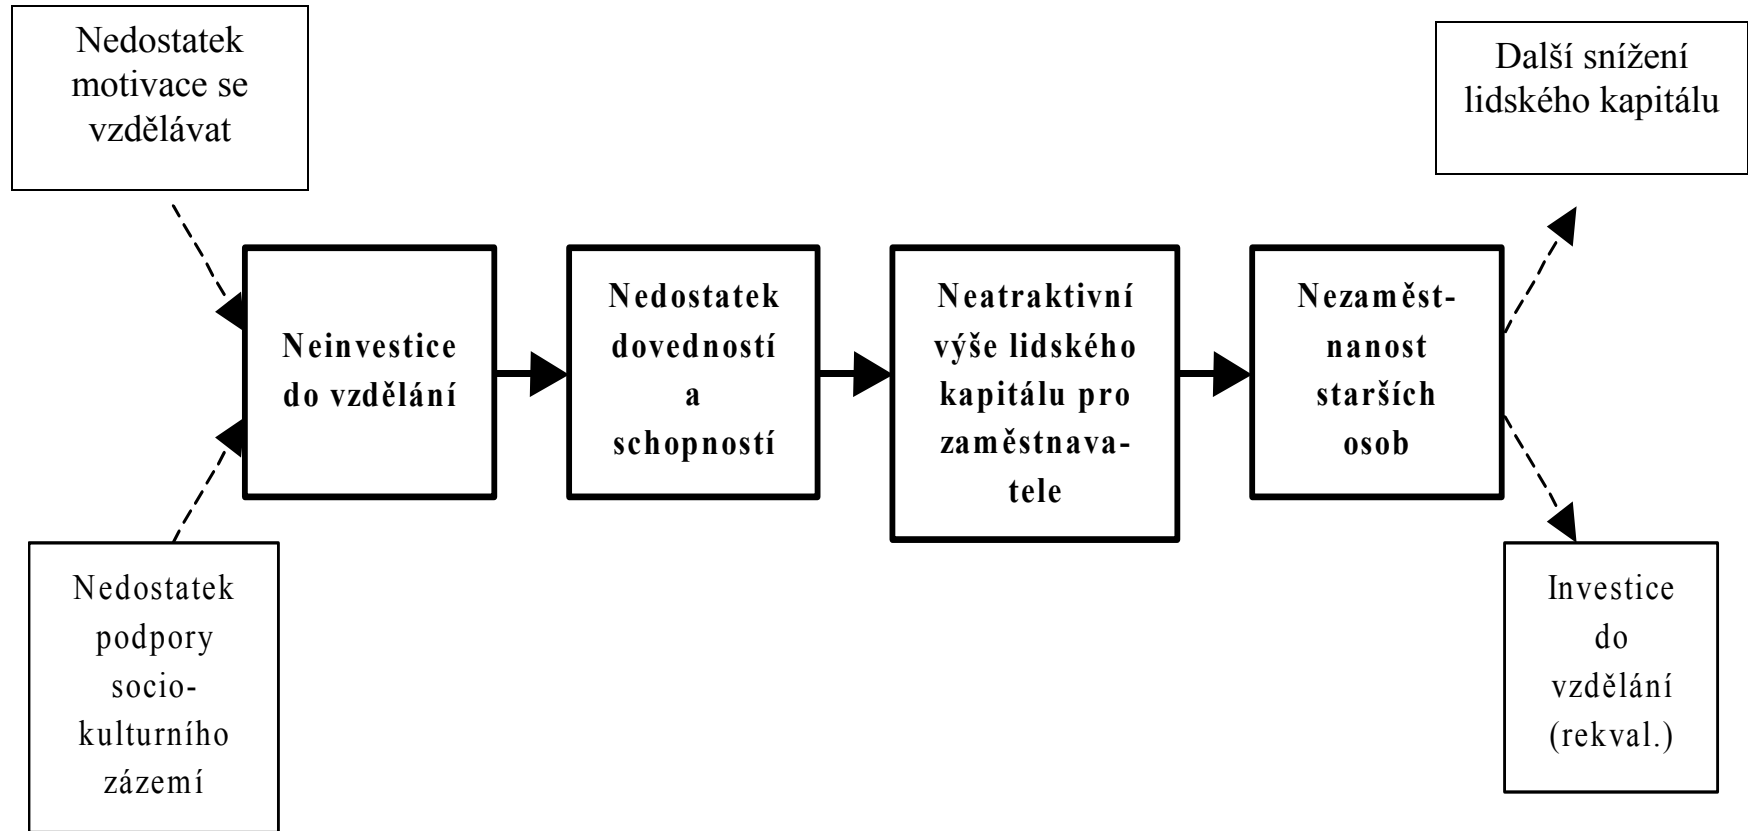 Nedostatek
motivace se
vzdělávat
Další snížení
lidského kapitálu
Neinvestice
do vzdělání
Nedostatek
dovedností
a
schopností
Neatraktivní
výše lidského
kapitálu pro
zaměstnava-
tele
Nezaměst-
nanost
starších
osob
Nedostatek
podpory
socio-
kulturního
zázemí
Investice
do
vzdělání
(rekval.)